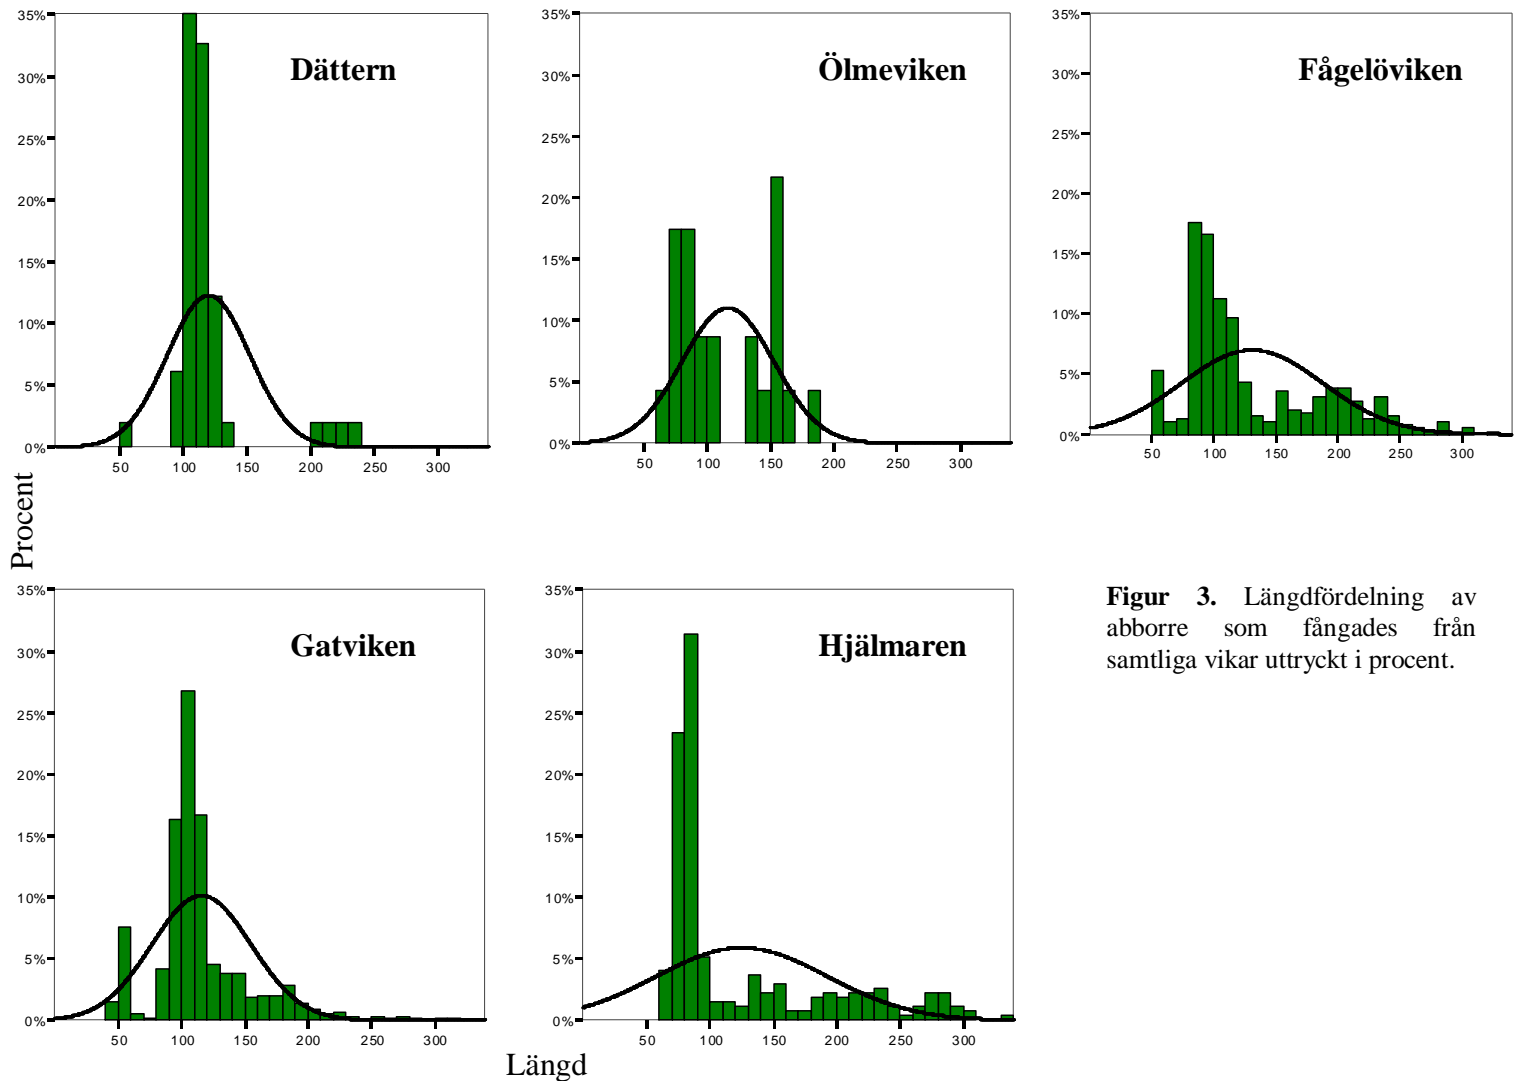 Dättern
35%
30%
25%
20%
15%
10%
5%
0%
50 100 150 200 250 300
Ölmeviken
35%
30%
25%
20%
15%
10%
5%
0%
50 100 150 200 250 300
Fågelöviken
35%
30%
25%
20%
15%
10%
5%
0%
50 100 150 200 250 300
Procent
Gatviken
35%
30%
25%
20%
15%
10%
5%
0%
50 100 150 200 250 300
Hjälmaren
35%
30%
25%
20%
15%
10%
5%
0%
50 100 150 200 250 300
Längd
Figur 3. Längdfördelning av
abborre som fångades från
samtliga vikar uttryckt i procent.